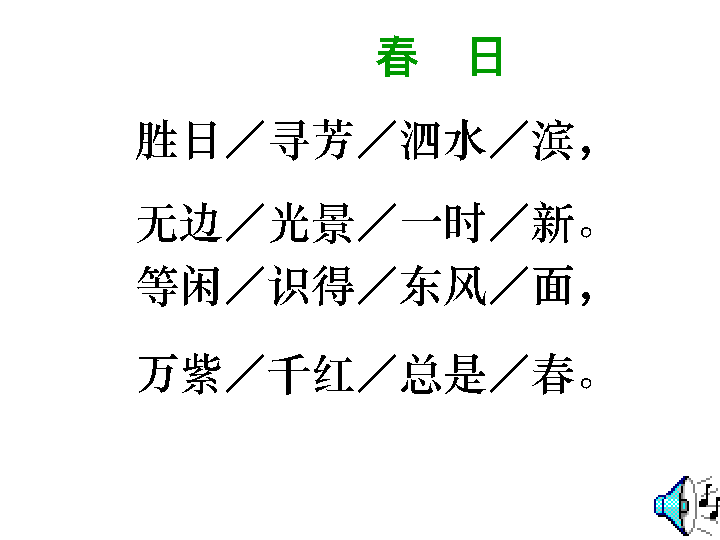 春 日
胜日／寻芳／泗水／滨，
无边／光景／一时／新。
等闲／识得／东风／面，
万紫／千红／总是／春。